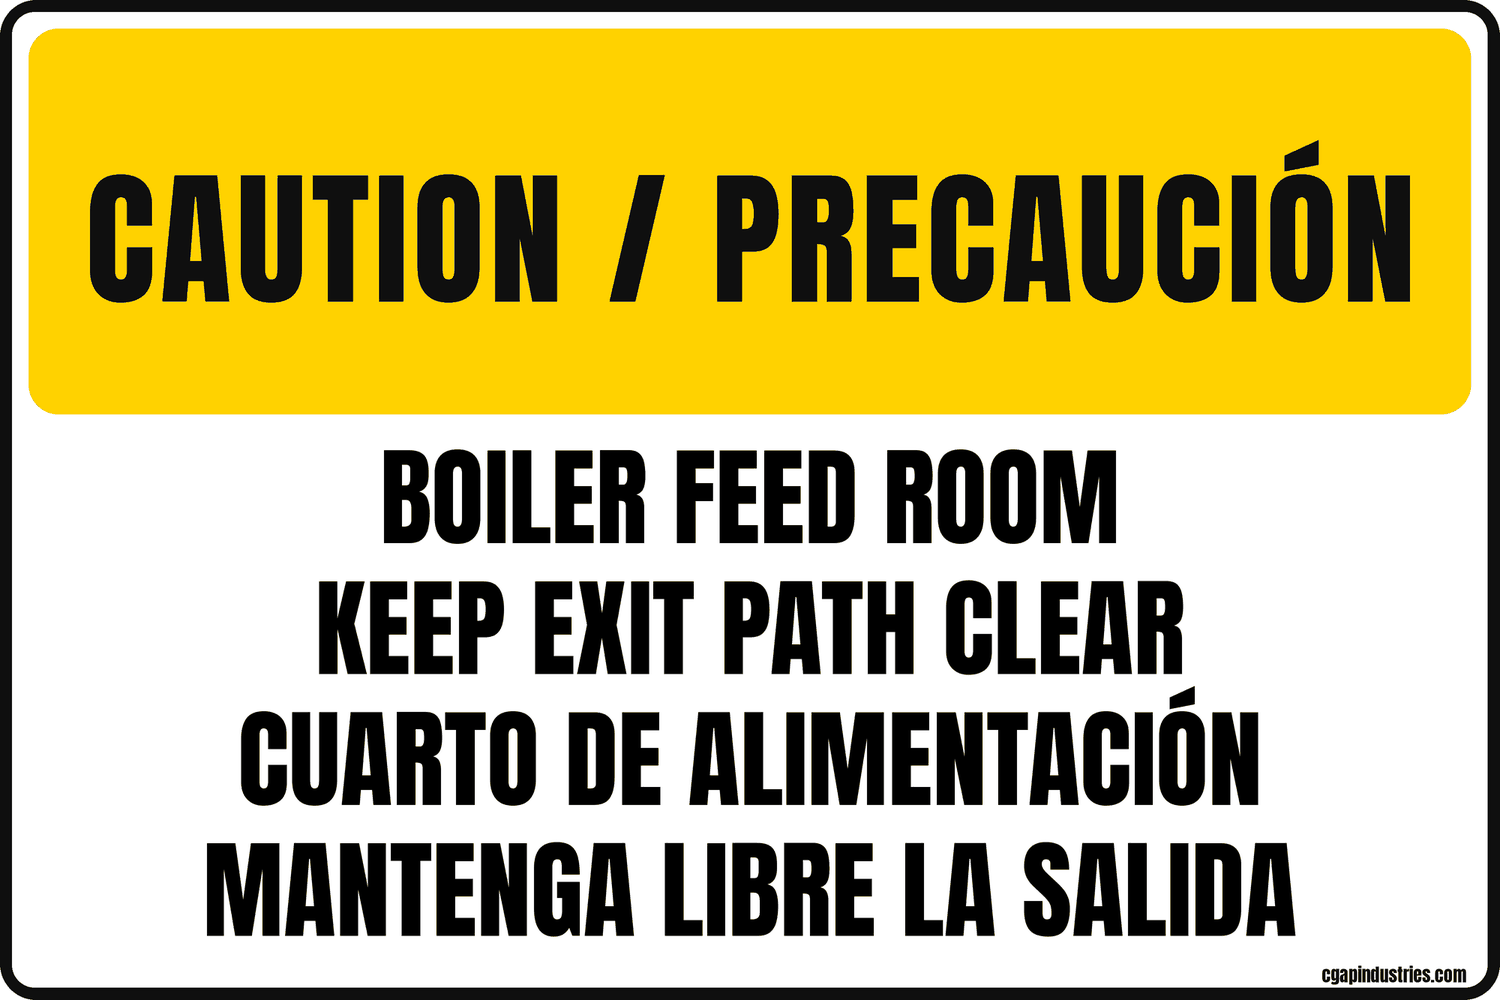 CAUTION / PRECAUCIÓN
BOILER FEED ROOM
KEEP EXIT PATH CLEAR
CUARTO DE ALIMENTACIÓN
MANTENGA LIBRE LA SALIDA
cgapindustries.com